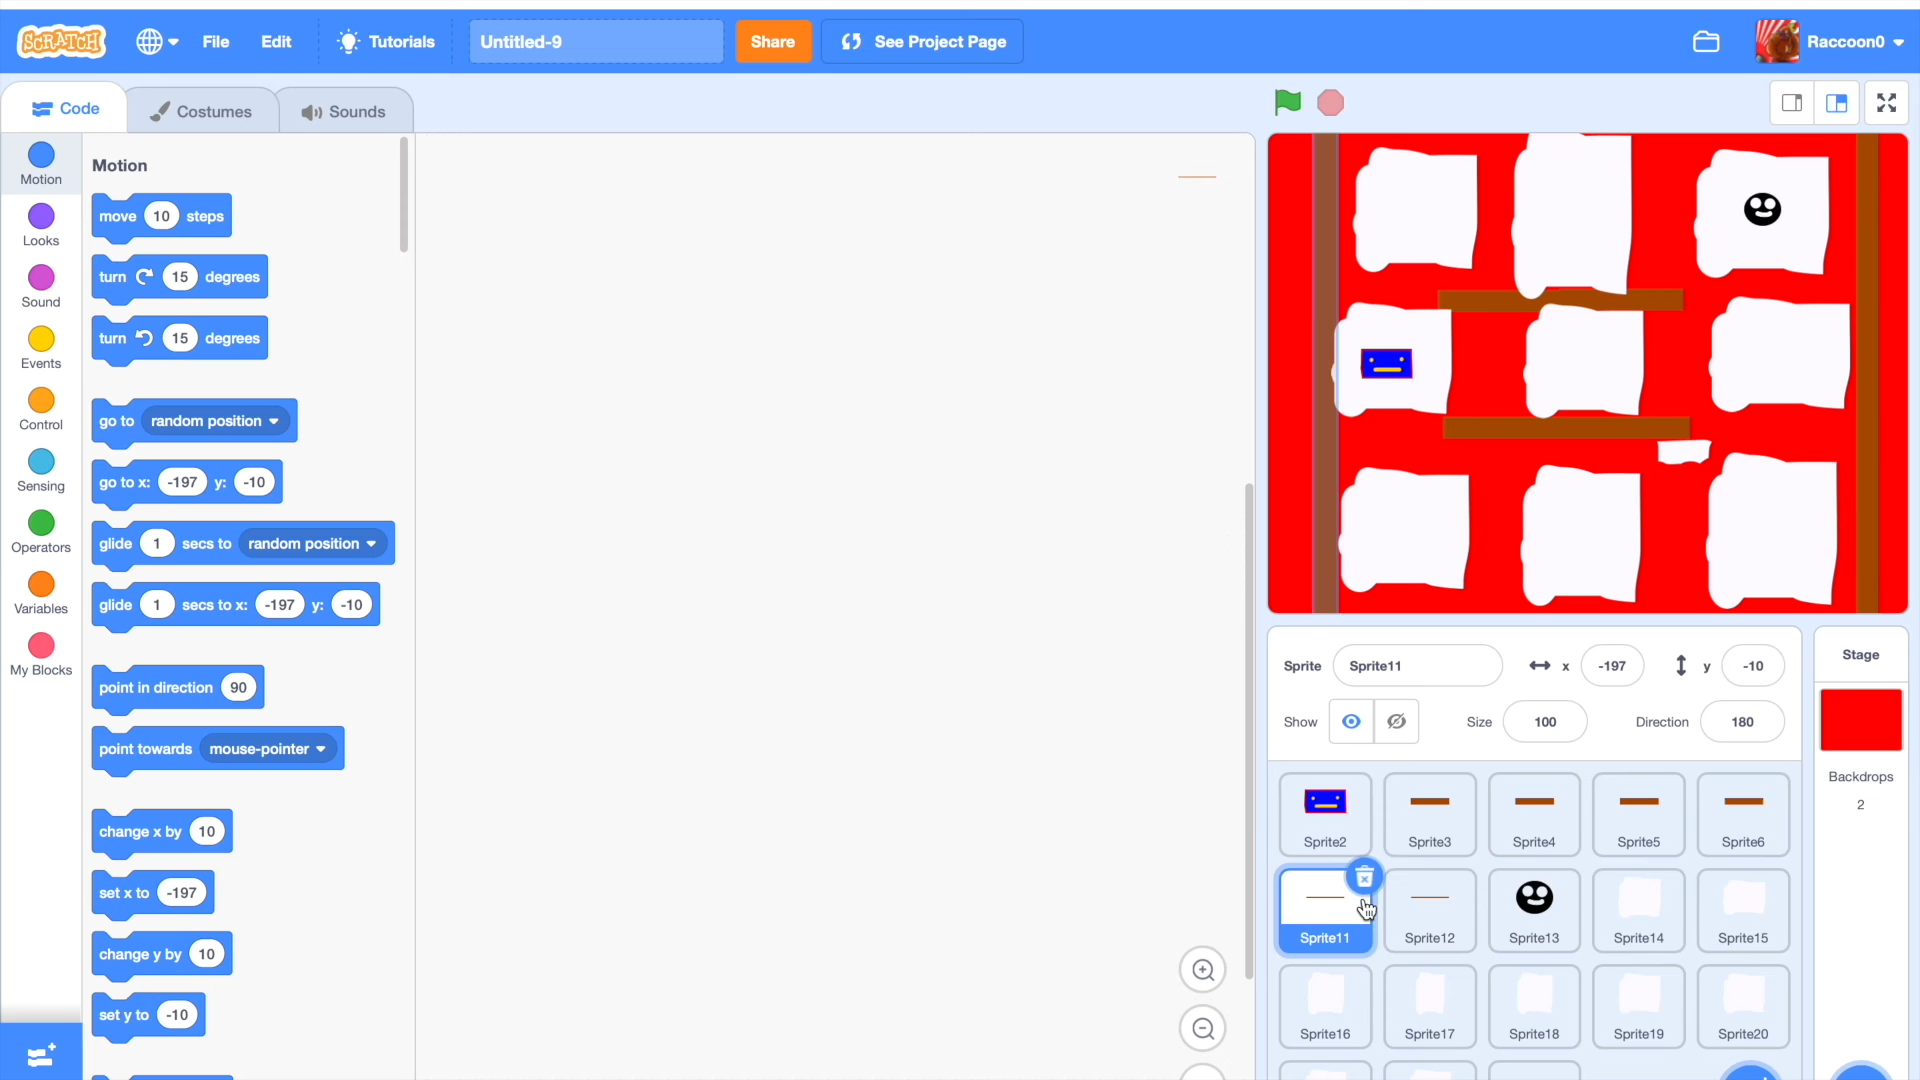 SCRATCH File Edit Tutorials Untitled-9 Share See Project Page Raccoon0
Code Costumes Sounds
Motion
Motion
Looks
Sound
Events
Control
Sensing
Operators
Variables
My Blocks
move 10 steps
turn 15 degrees
turn 15 degrees
go to random position
go to x: -197 y: -10
glide 1 secs to random position
glide 1 secs to x: -197 y: -10
point in direction 90
point towards mouse-pointer
change x by 10
set x to -197
change y by 10
set y to -10
Sprite Sprite11 x -197 y -10
Show Size 100 Direction 180
Sprite2 Sprite3 Sprite4 Sprite5 Sprite6
Sprite11 Sprite12 Sprite13 Sprite14 Sprite15
Sprite16 Sprite17 Sprite18 Sprite19 Sprite20
Stage
Backdrops
2